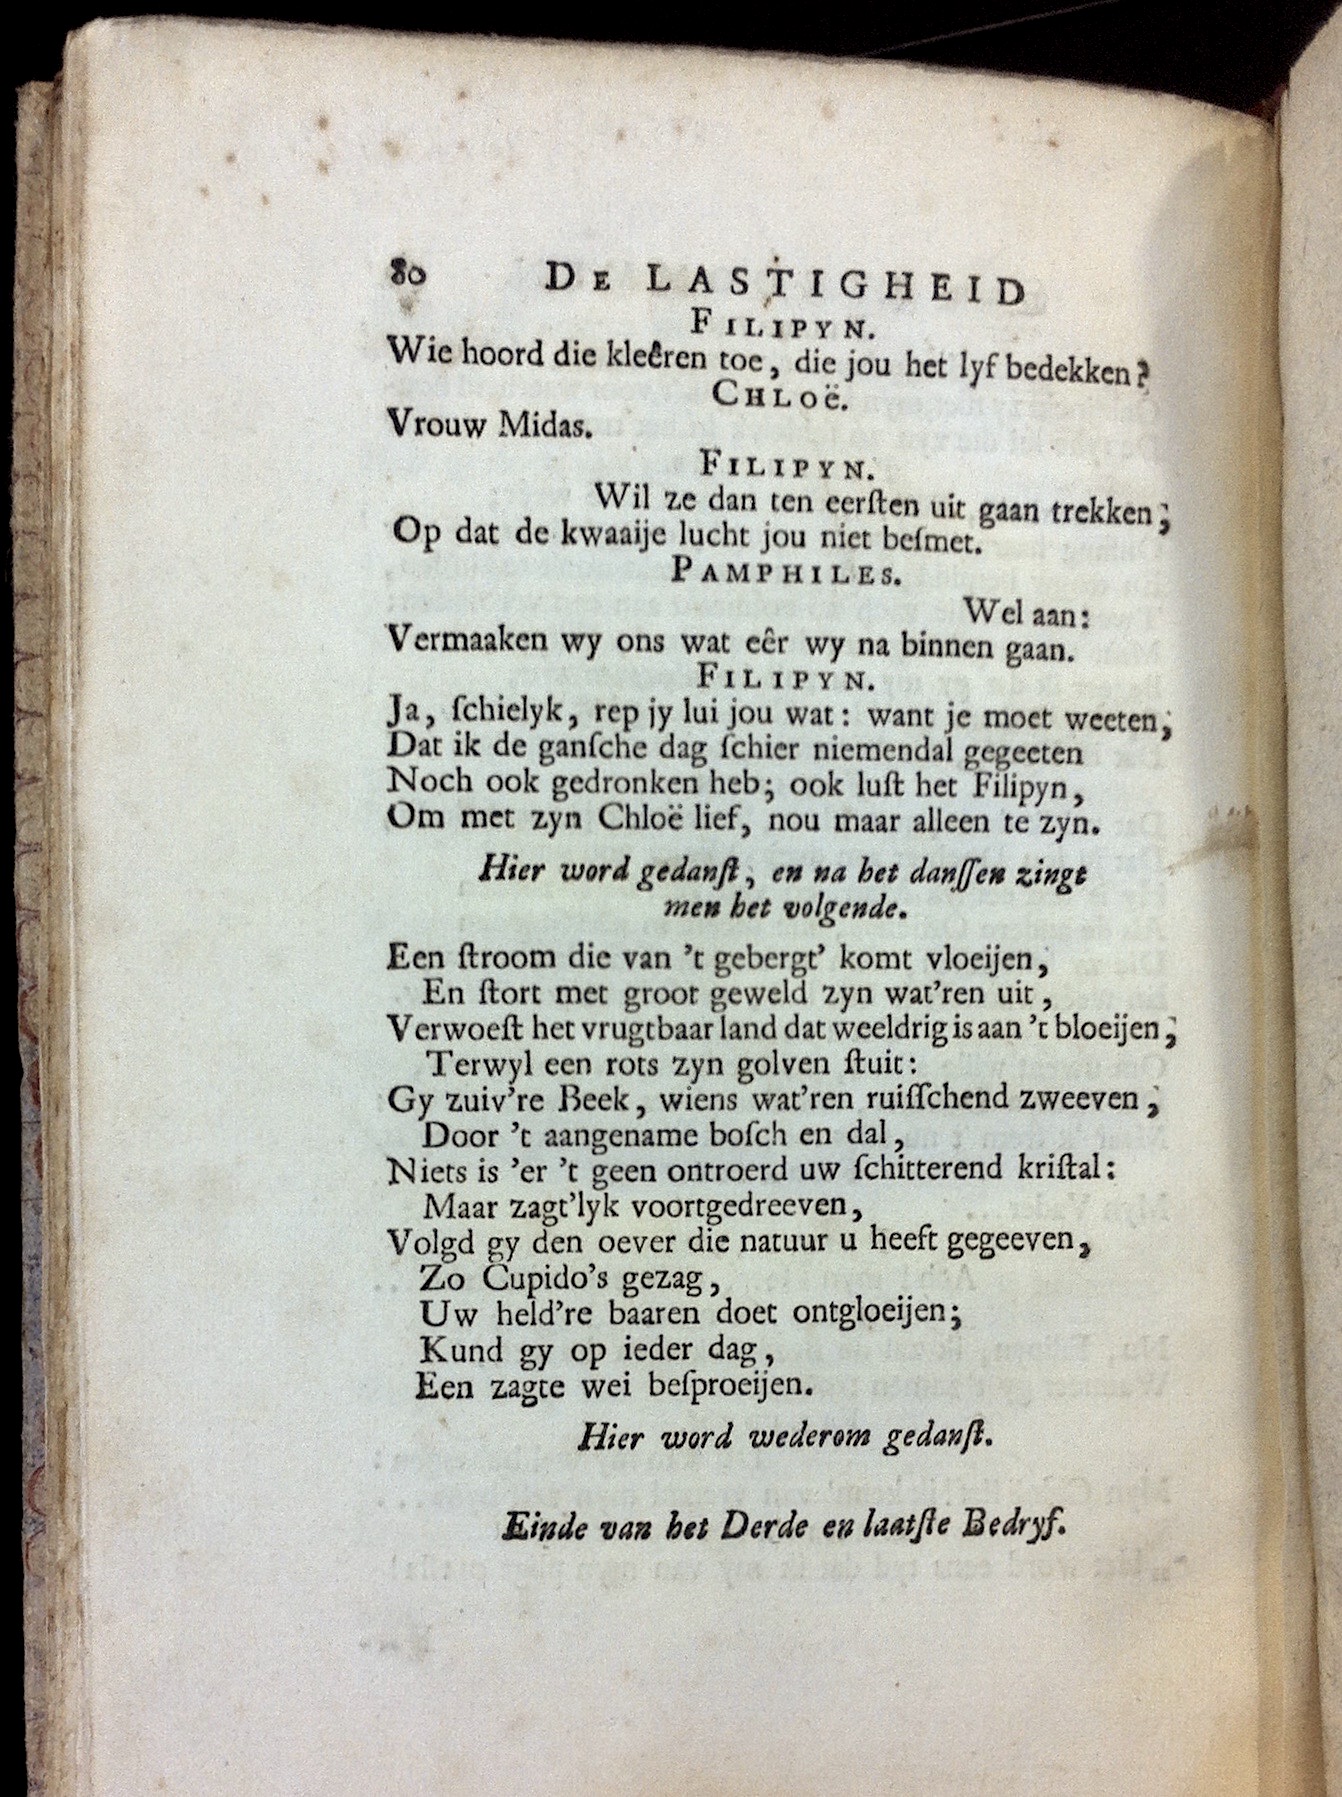 80 DE LASTIGHEID
FILIPYN.
Wie hoord die kleêren toe, die jou het lyf bedekken?
CHLOË.
Vrouw Midas.
FILIPYN.
Wil ze dan ten eerſten uit gaan trekken;
Op dat de kwaaije lucht jou niet beſmet.
PAMPHILES.
Wel aan:
Vermaaken wy ons wat eêr wy na binnen gaan.
FILIPYN.
Ja, ſchielyk, rep jy lui jou wat: want je moet weeten,
Dat ik de ganſche dag ſchier niemendal gegeeten
Noch ook gedronken heb; ook luſt het Filipyn,
Om met zyn Chloë lief, nou maar alleen te zyn.
Hier word gedanſt, en na het danſſen zingt
men het volgende.
Een ſtroom die van 't gebergt' komt vloeijen,
En ſtort met groot geweld zyn wat'ren uit,
Verwoeſt het vrugtbaar land dat weeldrig is aan 't bloeijen;
Terwyl een rots zyn golven ſtuit:
Gy zuiv're Beek, wiens wat'ren ruiſſchend zweeven,
Door 't aangename boſch en dal,
Niets is 'er 't geen ontroerd uw ſchitterend kriſtal:
Maar zagt'lyk voortgedreeven,
Volgd gy den oever die natuur u heeft gegeeven,
Zo Cupido's gezag,
Uw held're baaren doet ontgloeijen;
Kund gy op ieder dag,
Een zagte wei beſproeijen.
Hier word wederom gedanſt.
Einde van het Derde en laatſte Bedryf.